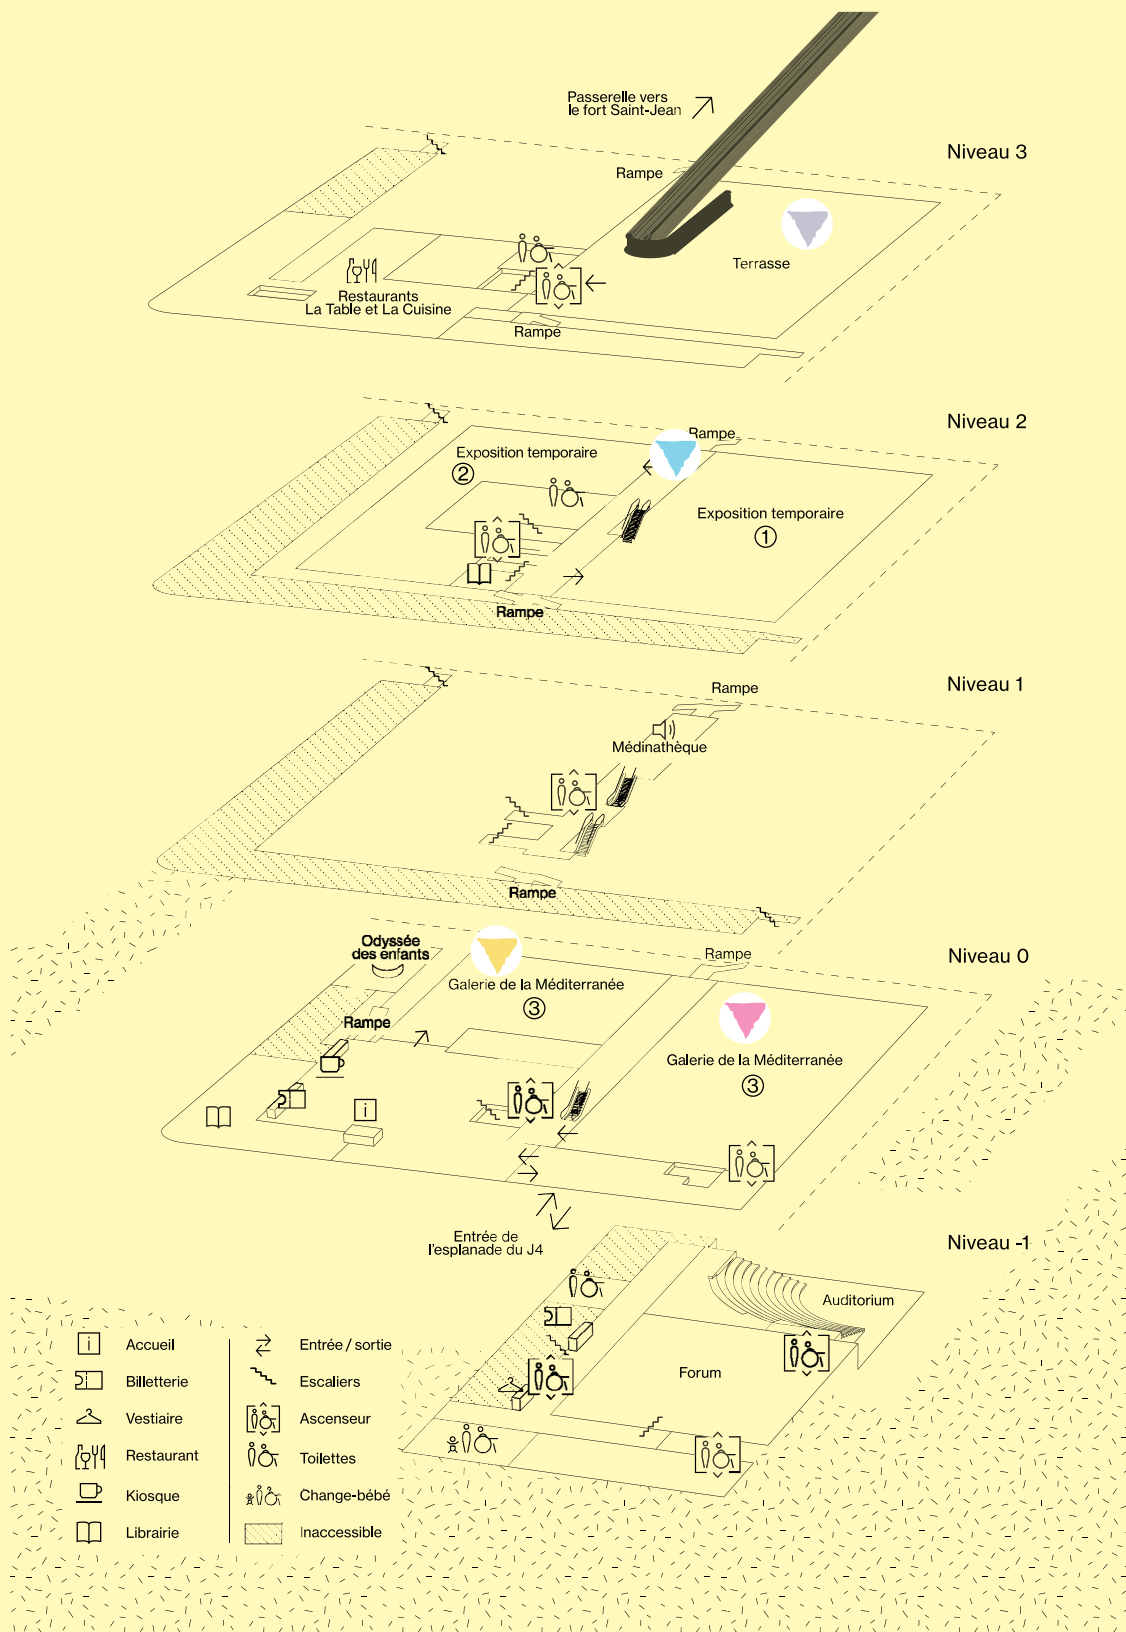 Passerelle vers
le fort Saint-Jean
Niveau 3
Rampe
Terrasse
Restaurants
La Table et La Cuisine
Rampe
Niveau 2
Rampe
Exposition temporaire
2
Exposition temporaire
1
Rampe
Niveau 1
Rampe
Médinathèque
Rampe
Niveau 0
Odyssée
des enfants
Rampe
Galerie de la Méditerranée
3
Rampe
Galerie de la Méditerranée
3
i
Entrée de
l'esplanade du J4
Niveau -1
Auditorium
Forum
i Accueil
Billetterie
Vestiaire
Restaurant
Kiosque
Librairie
Entrée / sortie
Escaliers
Ascenseur
Toilettes
Change-bébé
Inaccessible